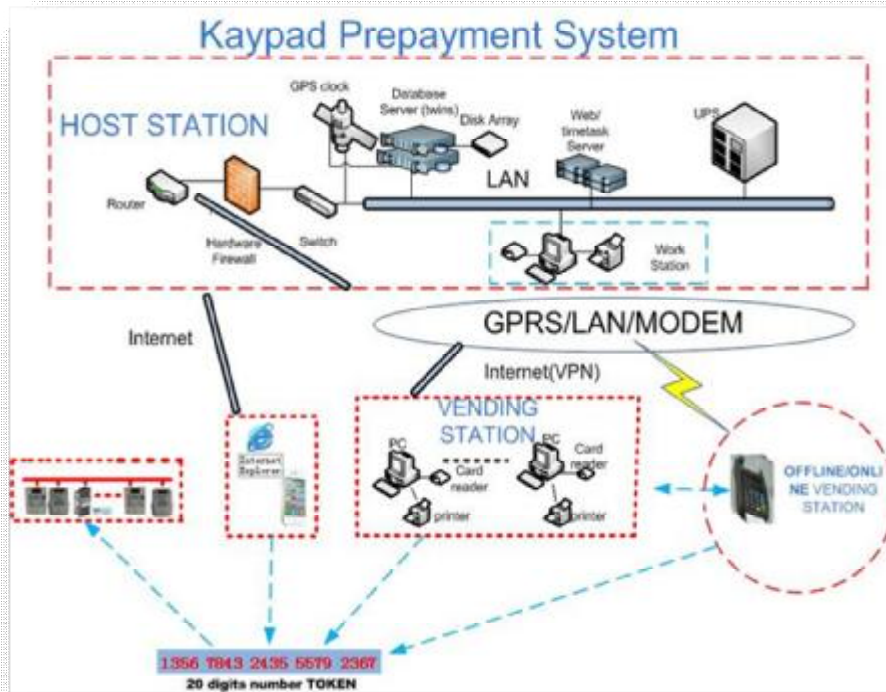 Kaypad Prepayment System
HOST STATION
GPS clock
Database
Server (twins)
Disk Array
Web/
timetask
Server
UPS
LAN
Router
Hardware
Firewall
Switch
Work
Station
GPRS/LAN/MODEM
Internet
Internet(VPN)
VENDING
STATION
PC
Card
reader
printer
PC
Card
reader
printer
Internet
Explorer
OFFLINE/ONLI
NE VENDING
STATION
1356 7843 2435 5579 2367
20 digits number TOKEN